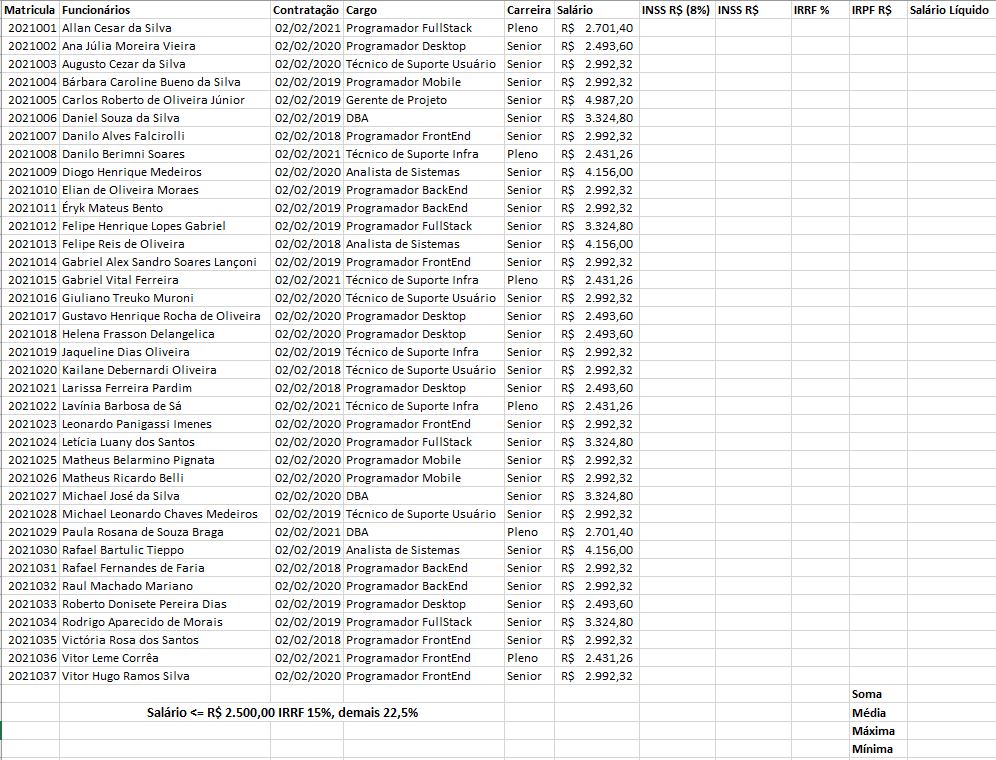 Matricula Funcionários Contratação Cargo Carreira Salário INSS R$ (8%) INSS R$ IRRF % IRPF R$ Salário Líquido
2021001 Allan Cesar da Silva 02/02/2021 Programador FullStack Pleno R$ 2.701,40
2021002 Ana Júlia Moreira Vieira 02/02/2020 Programador Desktop Senior R$ 2.493,60
2021003 Augusto Cezar da Silva 02/02/2020 Técnico de Suporte Usuário Senior R$ 2.992,32
2021004 Bárbara Caroline Bueno da Silva 02/02/2019 Programador Mobile Senior R$ 2.992,32
2021005 Carlos Roberto de Oliveira Júnior 02/02/2019 Gerente de Projeto Senior R$ 4.987,20
2021006 Daniel Souza da Silva 02/02/2019 DBA Senior R$ 3.324,80
2021007 Danilo Alves Falcirolli 02/02/2018 Programador FrontEnd Senior R$ 2.992,32
2021008 Danilo Berimni Soares 02/02/2021 Técnico de Suporte Infra Pleno R$ 2.431,26
2021009 Diogo Henrique Medeiros 02/02/2020 Analista de Sistemas Senior R$ 4.156,00
2021010 Elian de Oliveira Moraes 02/02/2019 Programador BackEnd Senior R$ 2.992,32
2021011 Éryk Mateus Bento 02/02/2019 Programador BackEnd Senior R$ 2.992,32
2021012 Felipe Henrique Lopes Gabriel 02/02/2019 Programador FullStack Senior R$ 3.324,80
2021013 Felipe Reis de Oliveira 02/02/2018 Analista de Sistemas Senior R$ 4.156,00
2021014 Gabriel Alex Sandro Soares Lançoni 02/02/2019 Programador FrontEnd Senior R$ 2.992,32
2021015 Gabriel Vital Ferreira 02/02/2021 Técnico de Suporte Infra Pleno R$ 2.431,26
2021016 Giuliano Treuko Muroni 02/02/2020 Técnico de Suporte Usuário Senior R$ 2.992,32
2021017 Gustavo Henrique Rocha de Oliveira 02/02/2020 Programador Desktop Senior R$ 2.493,60
2021018 Helena Frasson Delangelica 02/02/2020 Programador Desktop Senior R$ 2.493,60
2021019 Jaqueline Dias Oliveira 02/02/2019 Técnico de Suporte Infra Senior R$ 2.992,32
2021020 Kailane Debernardi Oliveira 02/02/2018 Técnico de Suporte Usuário Senior R$ 2.992,32
2021021 Larissa Ferreira Pardim 02/02/2018 Programador Desktop Senior R$ 2.493,60
2021022 Lavínia Barbosa de Sá 02/02/2021 Técnico de Suporte Infra Pleno R$ 2.431,26
2021023 Leonardo Panigassi Imenes 02/02/2020 Programador FrontEnd Senior R$ 2.992,32
2021024 Letícia Luany dos Santos 02/02/2020 Programador FullStack Senior R$ 3.324,80
2021025 Matheus Belarmino Pignata 02/02/2020 Programador Mobile Senior R$ 2.992,32
2021026 Matheus Ricardo Belli 02/02/2020 Programador Mobile Senior R$ 2.992,32
2021027 Michael José da Silva 02/02/2020 DBA Senior R$ 3.324,80
2021028 Michael Leonardo Chaves Medeiros 02/02/2019 Técnico de Suporte Usuário Senior R$ 2.992,32
2021029 Paula Rosana de Souza Braga 02/02/2021 DBA Pleno R$ 2.701,40
2021030 Rafael Bartulic Tieppo 02/02/2019 Analista de Sistemas Senior R$ 4.156,00
2021031 Rafael Fernandes de Faria 02/02/2018 Programador BackEnd Senior R$ 2.992,32
2021032 Raul Machado Mariano 02/02/2020 Programador BackEnd Senior R$ 2.992,32
2021033 Roberto Donisete Pereira Dias 02/02/2019 Programador Desktop Senior R$ 2.493,60
2021034 Rodrigo Aparecido de Morais 02/02/2019 Programador FullStack Senior R$ 3.324,80
2021035 Victória Rosa dos Santos 02/02/2018 Programador FrontEnd Senior R$ 2.992,32
2021036 Vitor Leme Corrêa 02/02/2021 Programador FrontEnd Pleno R$ 2.431,26
2021037 Vitor Hugo Ramos Silva 02/02/2020 Programador FrontEnd Senior R$ 2.992,32
Soma
Salário <= R$ 2.500,00 IRRF 15%, demais 22,5% Média
Máxima
Mínima